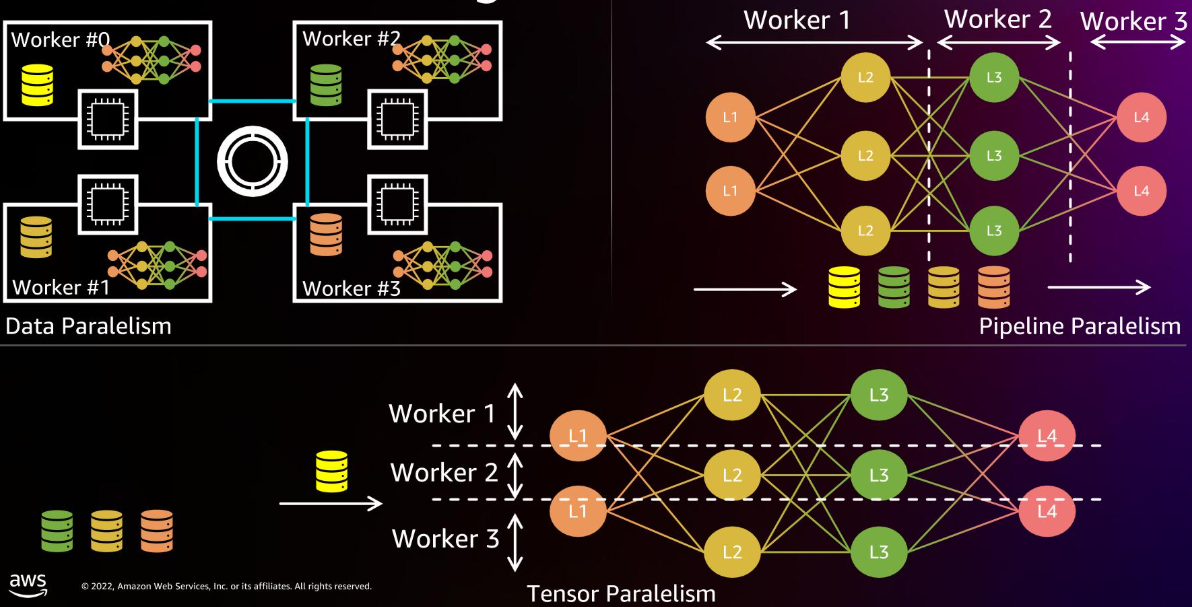 Worker #0
Worker #2
Worker #1
Worker #3
Data Paralelism
Worker 1
Worker 2
Worker 3
L1
L1
L2
L2
L2
L3
L3
L3
L4
L4
Pipeline Paralelism
Worker 1
Worker 2
Worker 3
L1
L1
L2
L2
L2
L3
L3
L3
L4
L4
Tensor Paralelism
aws
© 2022, Amazon Web Services, Inc. or its affiliates. All rights reserved.